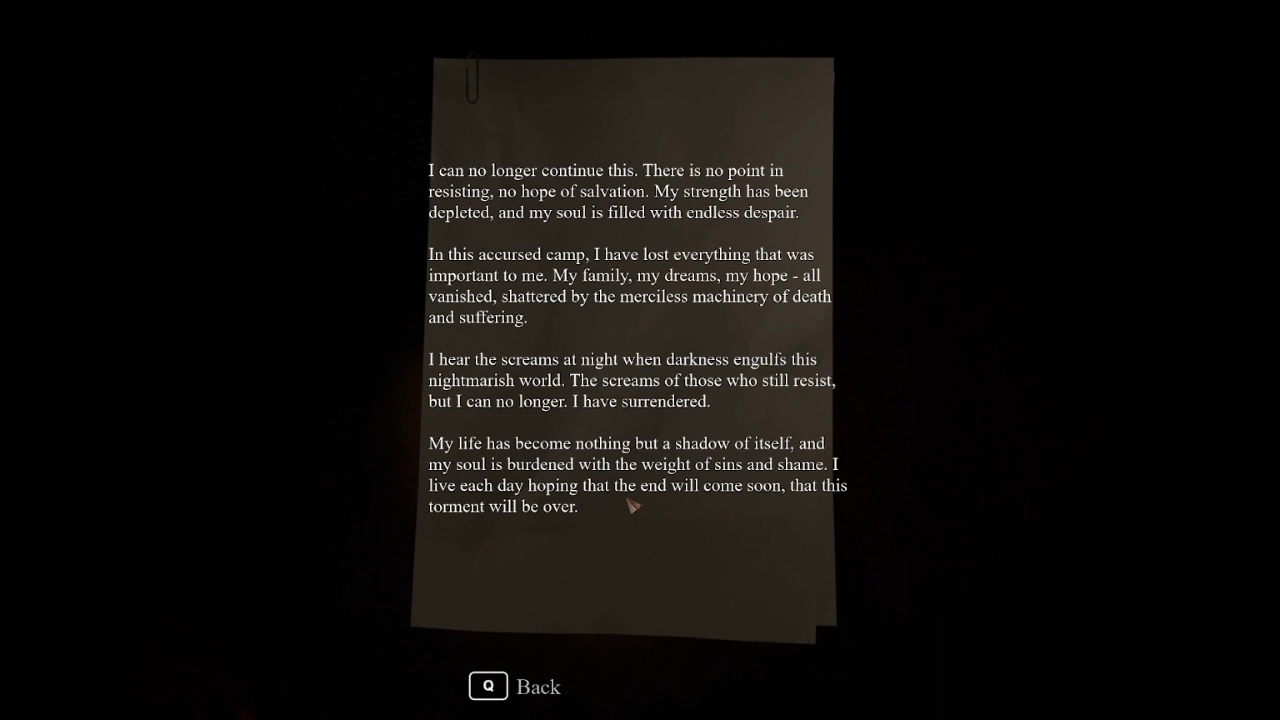 I can no longer continue this. There is no point in
resisting, no hope of salvation. My strength has been
depleted, and my soul is filled with endless despair.
In this accursed camp, I have lost everything that was
important to me. My family, my dreams, my hope - all
vanished, shattered by the merciless machinery of death
and suffering.
I hear the screams at night when darkness engulfs this
nightmarish world. The screams of those who still resist,
but I can no longer. I have surrendered.
My life has become nothing but a shadow of itself, and
my soul is burdened with the weight of sins and shame. I
live each day hoping that the end will come soon, that this
torment will be over.
Q Back